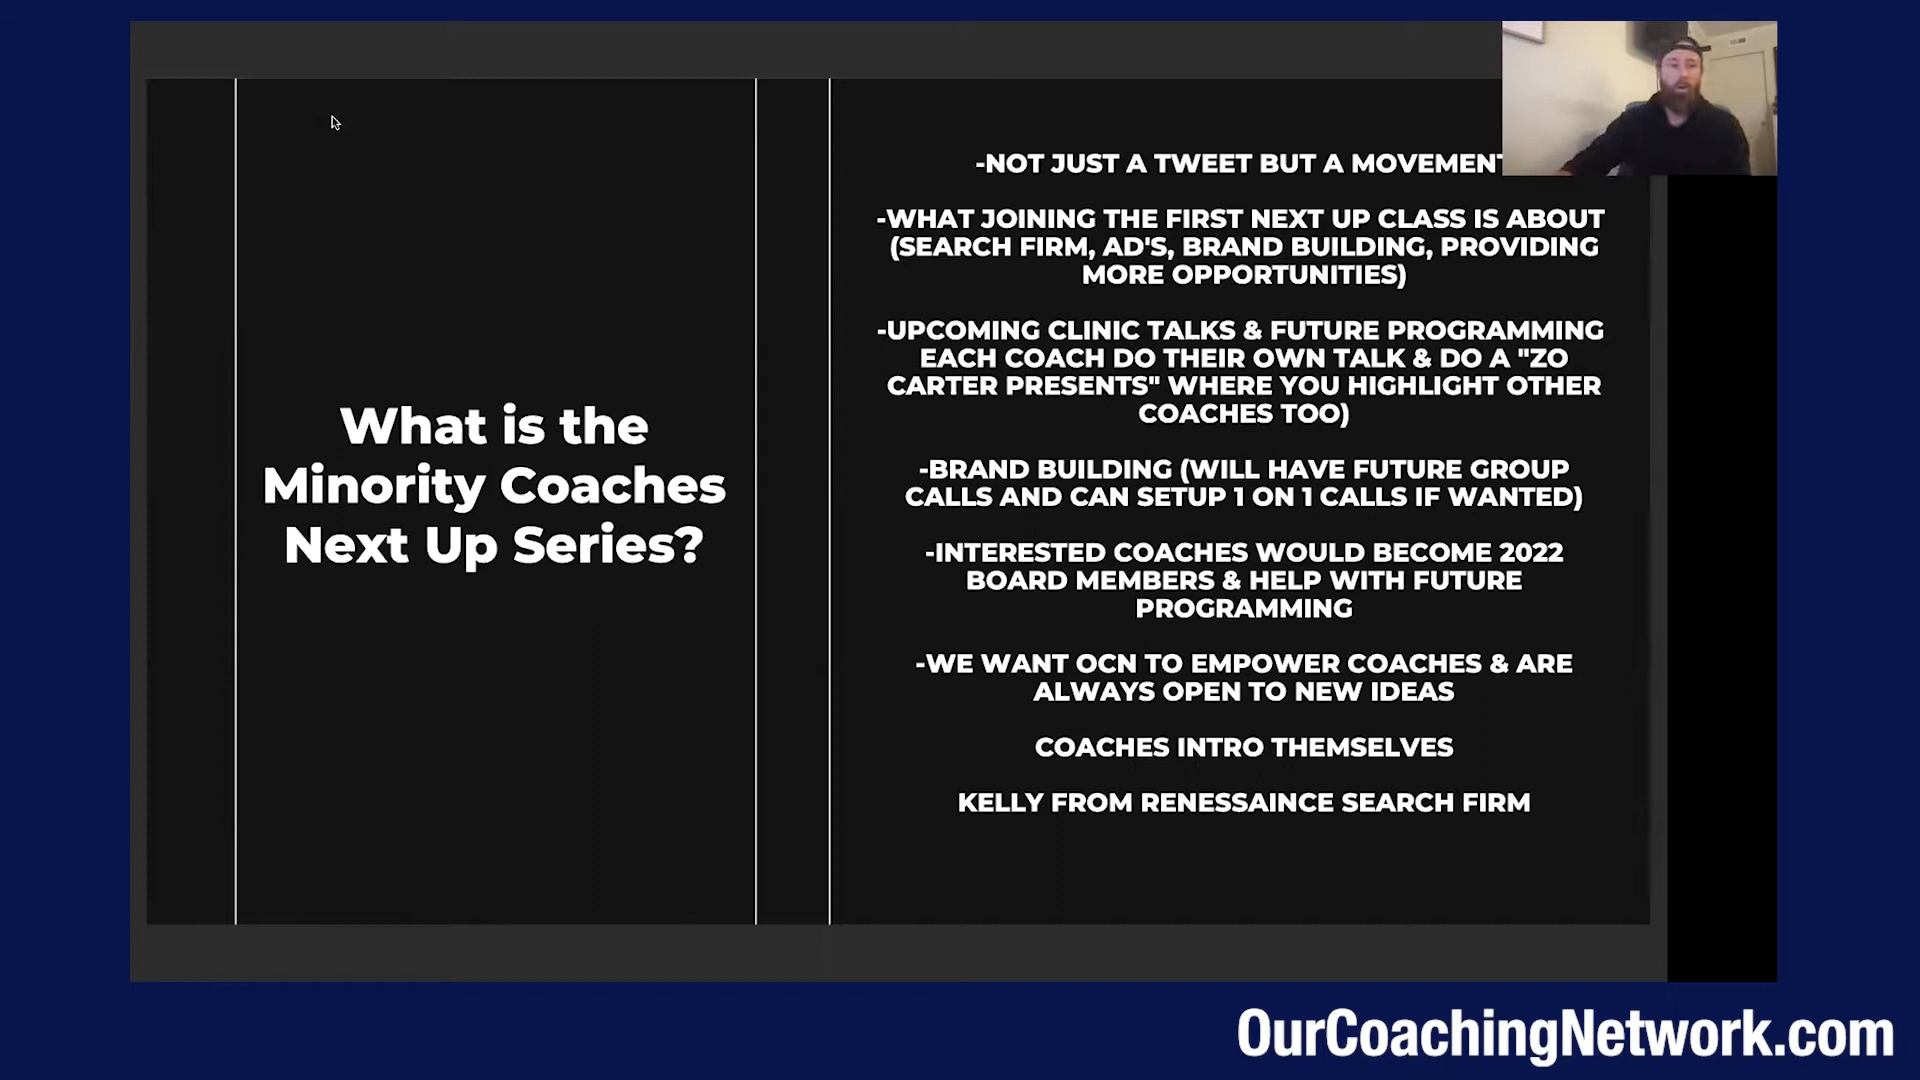 What is the
Minority Coaches
Next Up Series?
-NOT JUST A TWEET BUT A MOVEMENT
-WHAT JOINING THE FIRST NEXT UP CLASS IS ABOUT
(SEARCH FIRM, AD'S, BRAND BUILDING, PROVIDING
MORE OPPORTUNITIES)
-UPCOMING CLINIC TALKS & FUTURE PROGRAMMING
EACH COACH DO THEIR OWN TALK & DO A "ZO
CARTER PRESENTS" WHERE YOU HIGHLIGHT OTHER
COACHES TOO)
-BRAND BUILDING (WILL HAVE FUTURE GROUP
CALLS AND CAN SETUP 1 ON 1 CALLS IF WANTED)
-INTERESTED COACHES WOULD BECOME 2022
BOARD MEMBERS & HELP WITH FUTURE
PROGRAMMING
-WE WANT OCN TO EMPOWER COACHES & ARE
ALWAYS OPEN TO NEW IDEAS
COACHES INTRO THEMSELVES
KELLY FROM RENESSAINCE SEARCH FIRM
OurCoachingNetwork.com